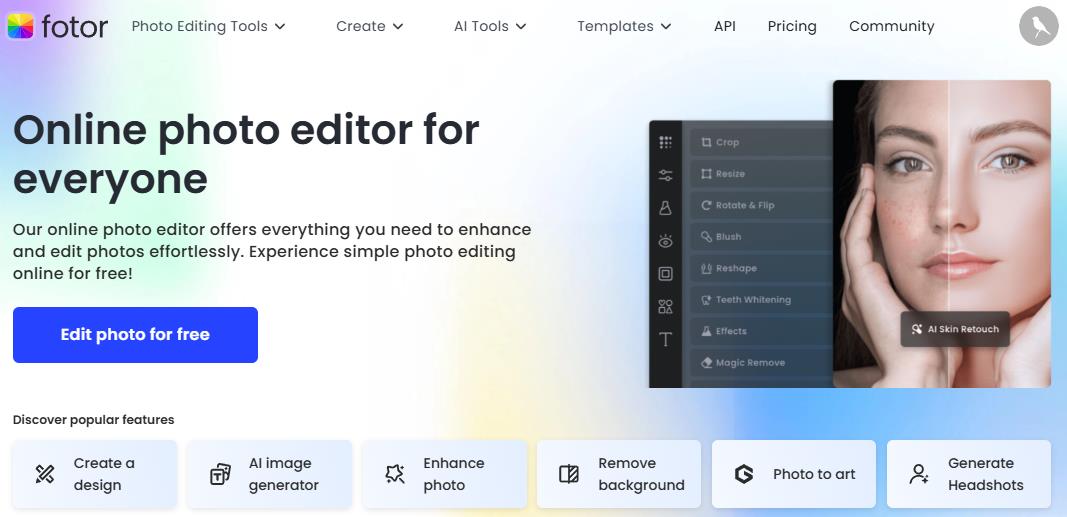 fotor
Photo Editing Tools
Create
AI Tools
Templates
API
Pricing
Community
Online photo editor for
everyone
Our online photo editor offers everything you need to enhance
and edit photos effortlessly. Experience simple photo editing
online for free!
Edit photo for free
Crop
Resize
Rotate & Flip
Blush
Reshape
Teeth Whitening
Effects
Magic Remove
AI Skin Retouch
Discover popular features
Create a
design
AI image
generator
Enhance
photo
Remove
background
Photo to art
Generate
Headshots